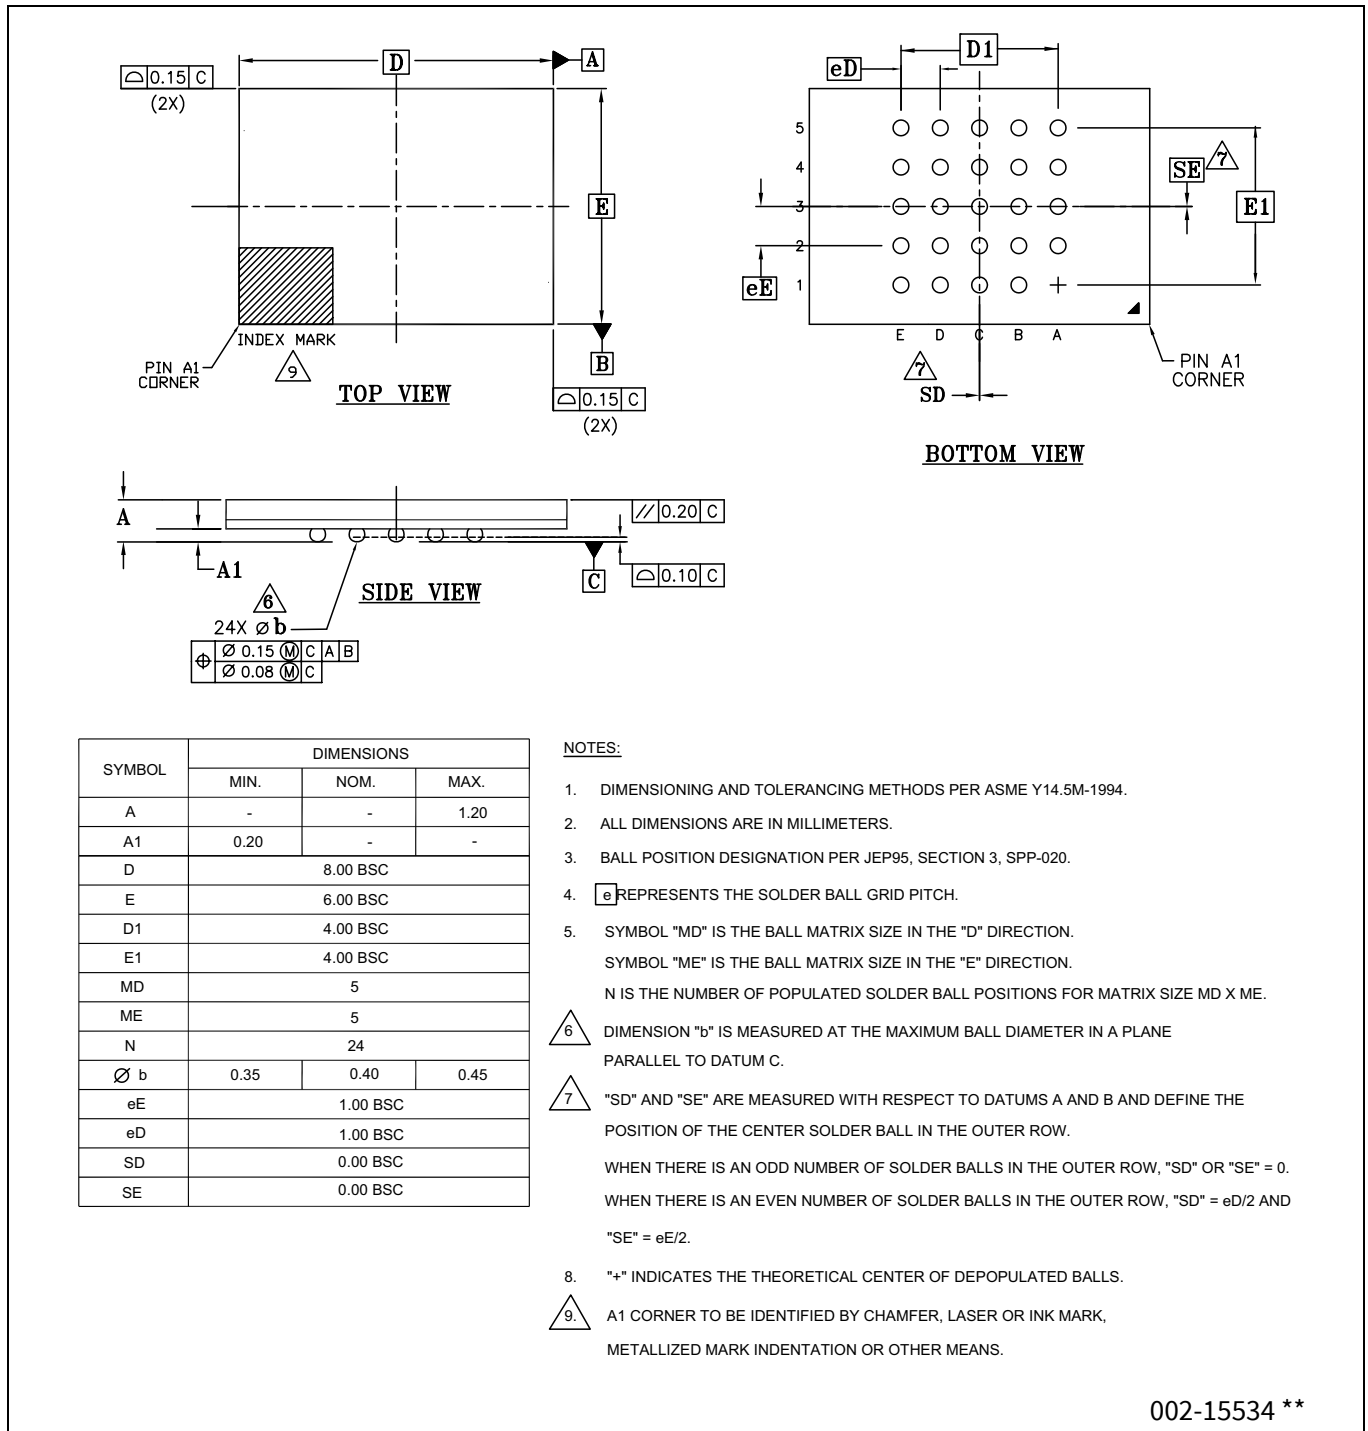 D
A
⌓ 0.15 C
(2X)
E
INDEX MARK
9
PIN A1
CORNER
B
TOP VIEW
⌓ 0.15 C
(2X)
D1
eD
5
4
3
2
1
SE
7
E1
eE
E D C B A
7
SD
PIN A1
CORNER
BOTTOM VIEW
A
A1
// 0.20 C
C
⌓ 0.10 C
SIDE VIEW
6
24X ⌀ b
⌖ ⌀ 0.15 Ⓜ C A B
⌀ 0.08 Ⓜ C
SYMBOL DIMENSIONS
MIN. NOM. MAX.
A - - 1.20
A1 0.20 - -
D 8.00 BSC
E 6.00 BSC
D1 4.00 BSC
E1 4.00 BSC
MD 5
ME 5
N 24
⌀ b 0.35 0.40 0.45
eE 1.00 BSC
eD 1.00 BSC
SD 0.00 BSC
SE 0.00 BSC
NOTES:
1. DIMENSIONING AND TOLERANCING METHODS PER ASME Y14.5M-1994.
2. ALL DIMENSIONS ARE IN MILLIMETERS.
3. BALL POSITION DESIGNATION PER JEP95, SECTION 3, SPP-020.
4. e REPRESENTS THE SOLDER BALL GRID PITCH.
5. SYMBOL "MD" IS THE BALL MATRIX SIZE IN THE "D" DIRECTION.
SYMBOL "ME" IS THE BALL MATRIX SIZE IN THE "E" DIRECTION.
N IS THE NUMBER OF POPULATED SOLDER BALL POSITIONS FOR MATRIX SIZE MD X ME.
6 DIMENSION "b" IS MEASURED AT THE MAXIMUM BALL DIAMETER IN A PLANE
PARALLEL TO DATUM C.
7 "SD" AND "SE" ARE MEASURED WITH RESPECT TO DATUMS A AND B AND DEFINE THE
POSITION OF THE CENTER SOLDER BALL IN THE OUTER ROW.
WHEN THERE IS AN ODD NUMBER OF SOLDER BALLS IN THE OUTER ROW, "SD" OR "SE" = 0.
WHEN THERE IS AN EVEN NUMBER OF SOLDER BALLS IN THE OUTER ROW, "SD" = eD/2 AND
"SE" = eE/2.
8. "+" INDICATES THE THEORETICAL CENTER OF DEPOPULATED BALLS.
9. A1 CORNER TO BE IDENTIFIED BY CHAMFER, LASER OR INK MARK,
METALLIZED MARK INDENTATION OR OTHER MEANS.
002-15534 **